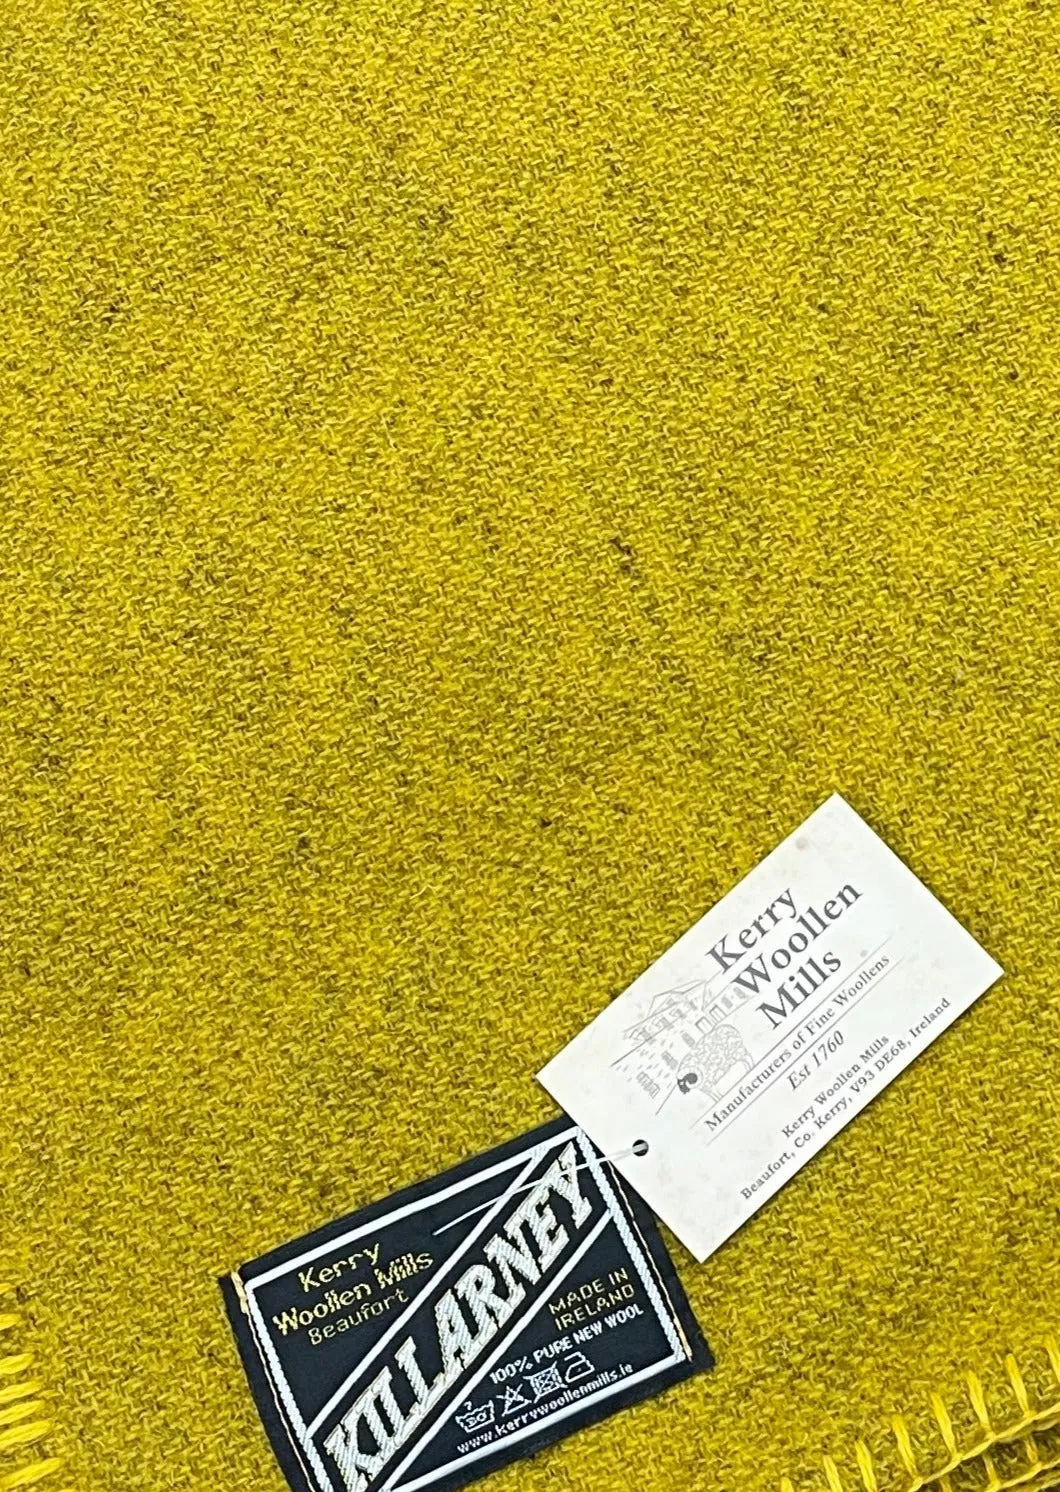 Kerry
Woollen
Mills
Manufacturers of Fine Woollens
Est 1760
Kerry Woollen Mills
Beaufort, Co. Kerry, V93 DE68, Ireland
Kerry
Woollen Mills
Beaufort
KILLARNEY
MADE IN
IRELAND
100% PURE NEW WOOL
www.kerrywoollenmills.ie